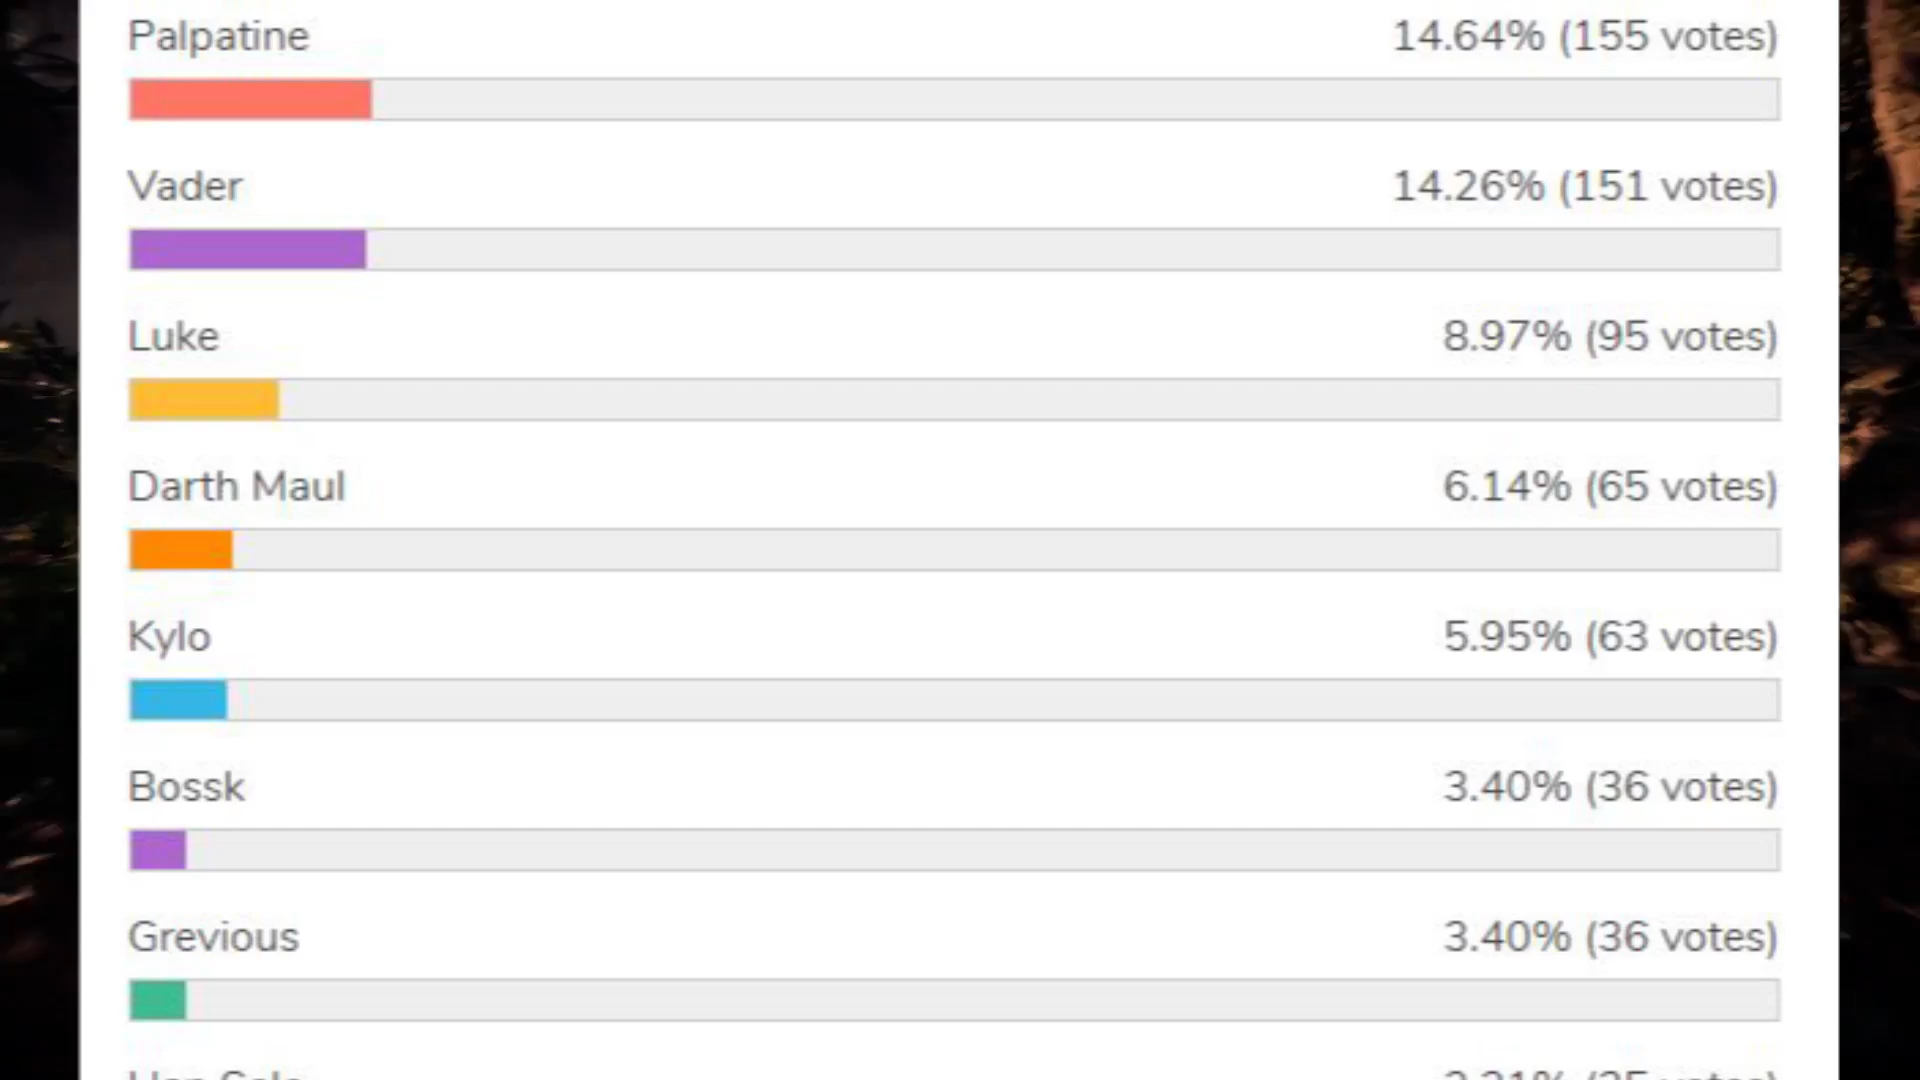 Palpatine 14.64% (155 votes)
Vader 14.26% (151 votes)
Luke 8.97% (95 votes)
Darth Maul 6.14% (65 votes)
Kylo 5.95% (63 votes)
Bossk 3.40% (36 votes)
Grevious 3.40% (36 votes)